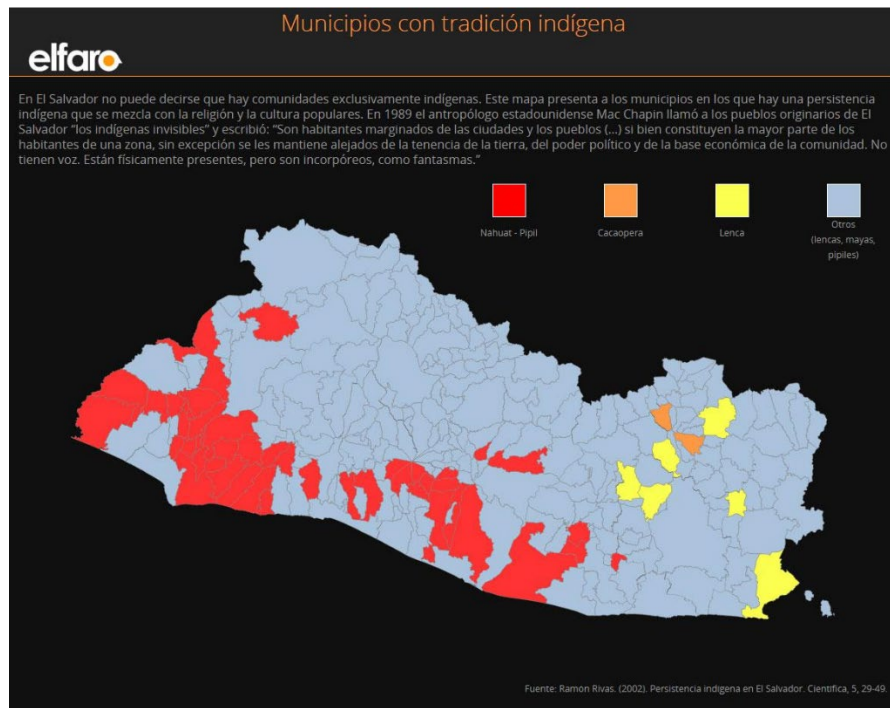 Municipios con tradición indígena
elfaro
En El Salvador no puede decirse que hay comunidades exclusivamente indígenas. Este mapa presenta a los municipios en los que hay una persistencia
indígena que se mezcla con la religión y la cultura populares. En 1989 el antropólogo estadounidense Mac Chapin llamó a los pueblos originarios de El
Salvador “los indígenas invisibles” y escribió: “Son habitantes marginados de las ciudades y los pueblos (...) si bien constituyen la mayor parte de los
habitantes de una zona, sin excepción se les mantiene alejados de la tenencia de la tierra, del poder político y de la base económica de la comunidad. No
tienen voz. Están físicamente presentes, pero son incorpóreos, como fantasmas.”
Nahuat - Pipil
Cacaopera
Lenca
Otros
(lencas, mayas,
pipiles)
Fuente: Ramón Rivas. (2002). Persistencia indígena en El Salvador. Científica, 5, 29-49.